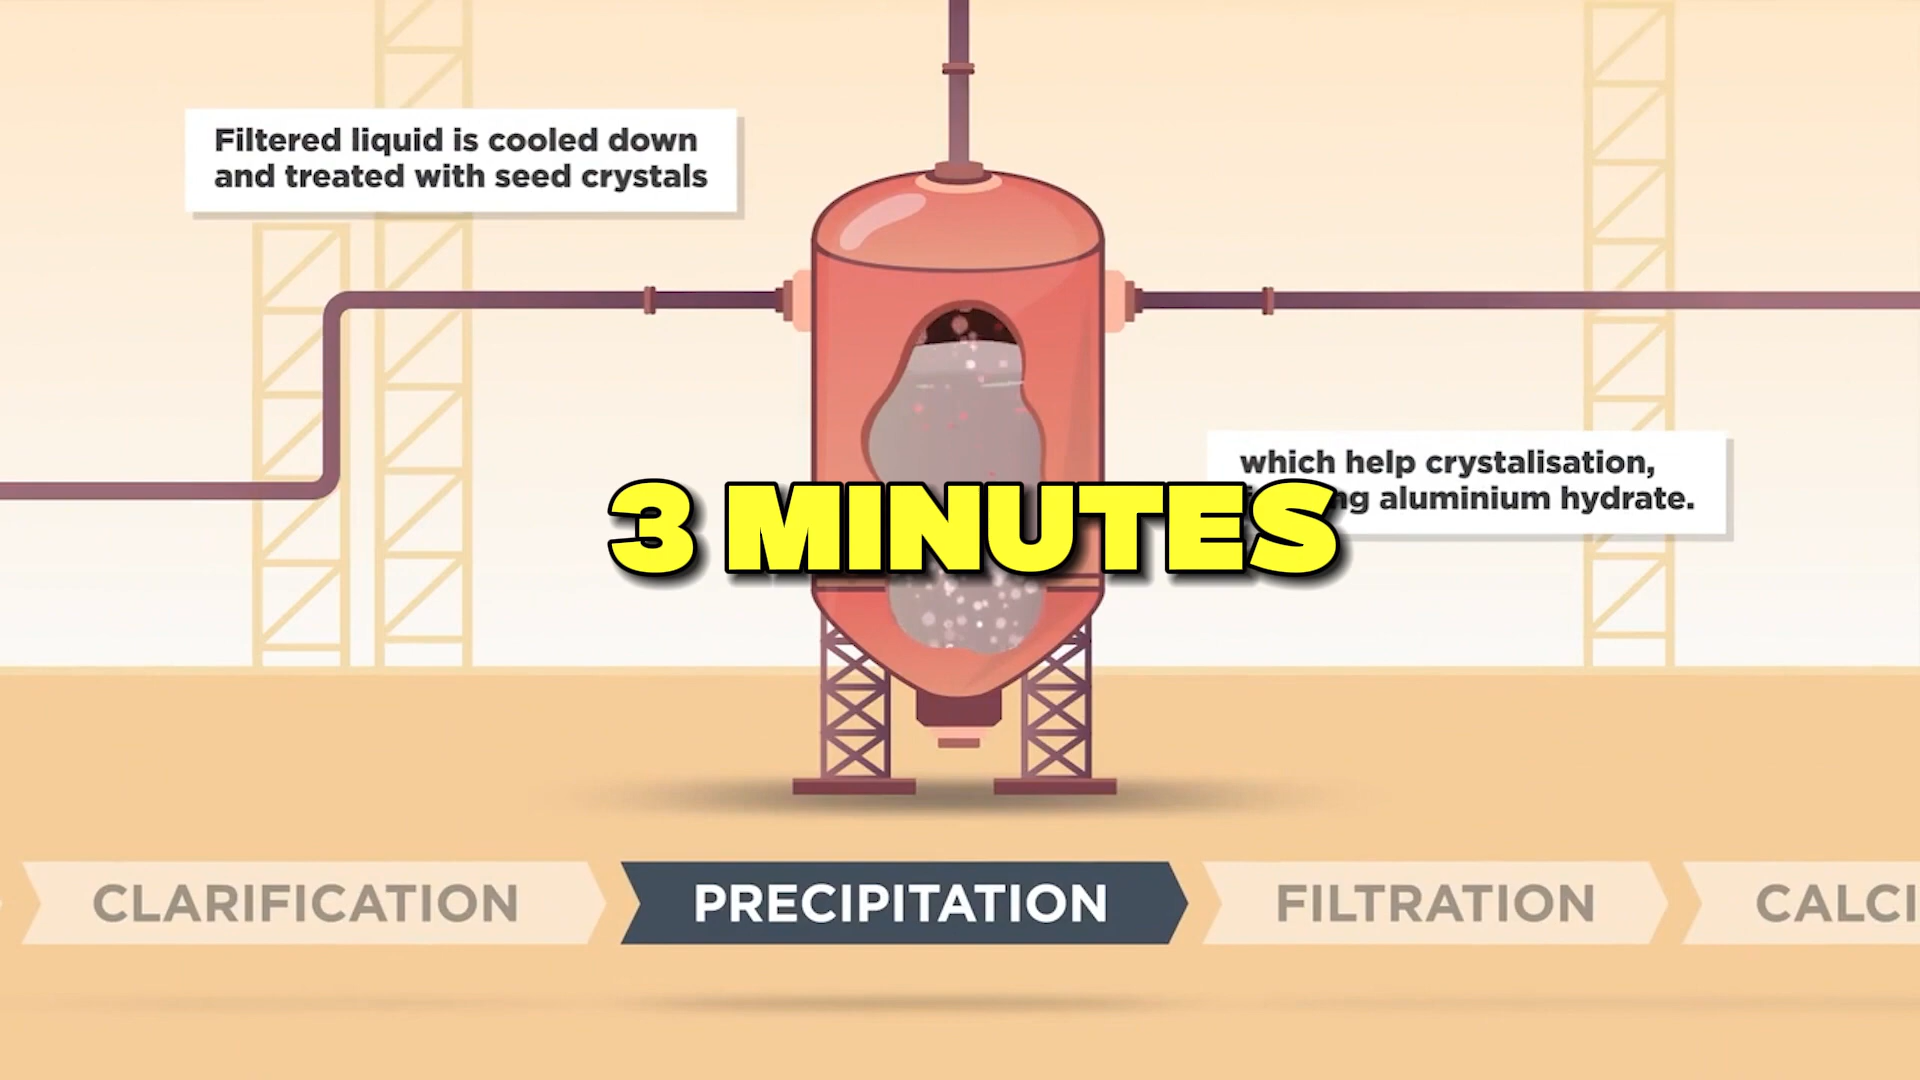 Filtered liquid is cooled down
and treated with seed crystals
which help crystalisation,
aluminium hydrate.
3 MINUTES
CLARIFICATION
PRECIPITATION
FILTRATION
CALCI